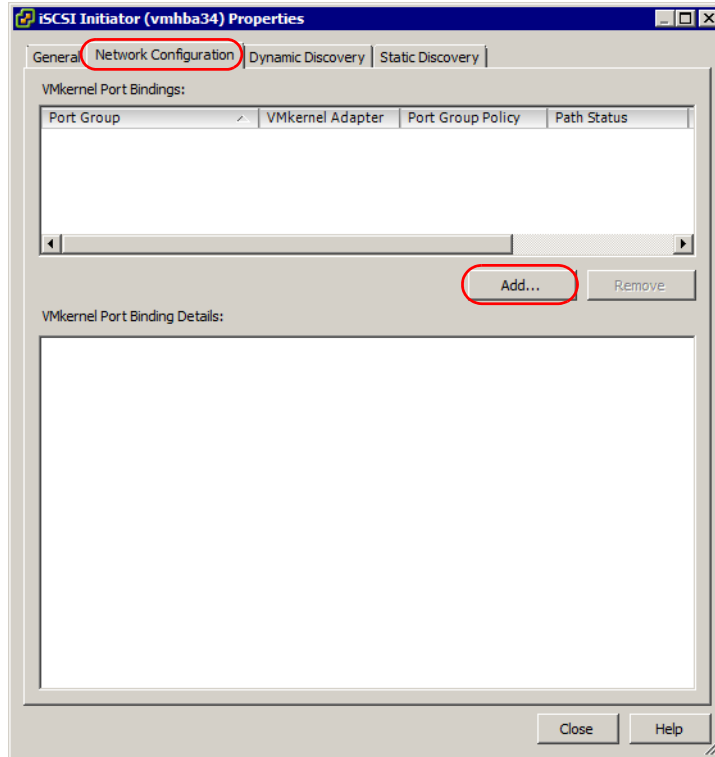 iSCSI Initiator (vmhba34) Properties
General Network Configuration Dynamic Discovery Static Discovery
VMkernel Port Bindings:
Port Group VMkernel Adapter Port Group Policy Path Status
Add... Remove
VMkernel Port Binding Details:
Close Help